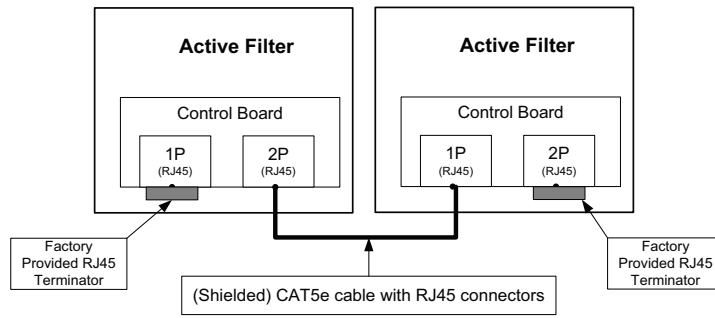 Active Filter
Control Board
1P
(RJ45)
2P
(RJ45)
Active Filter
Control Board
1P
(RJ45)
2P
(RJ45)
Factory
Provided RJ45
Terminator
(Shielded) CAT5e cable with RJ45 connectors
Factory
Provided RJ45
Terminator